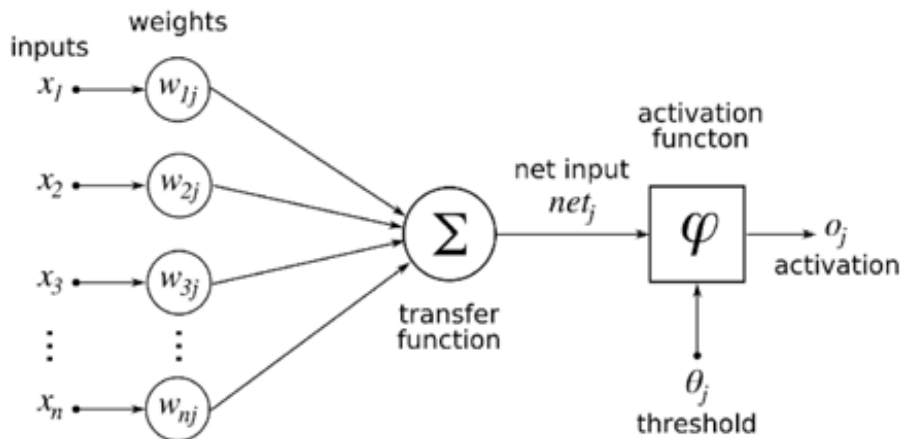 weights
inputs
x1
w1j
x2
w2j
x3
w3j
⋮
⋮
xn
wnj
Σ
transfer
function
net input
netj
activation
functon
φ
oj
activation
θj
threshold